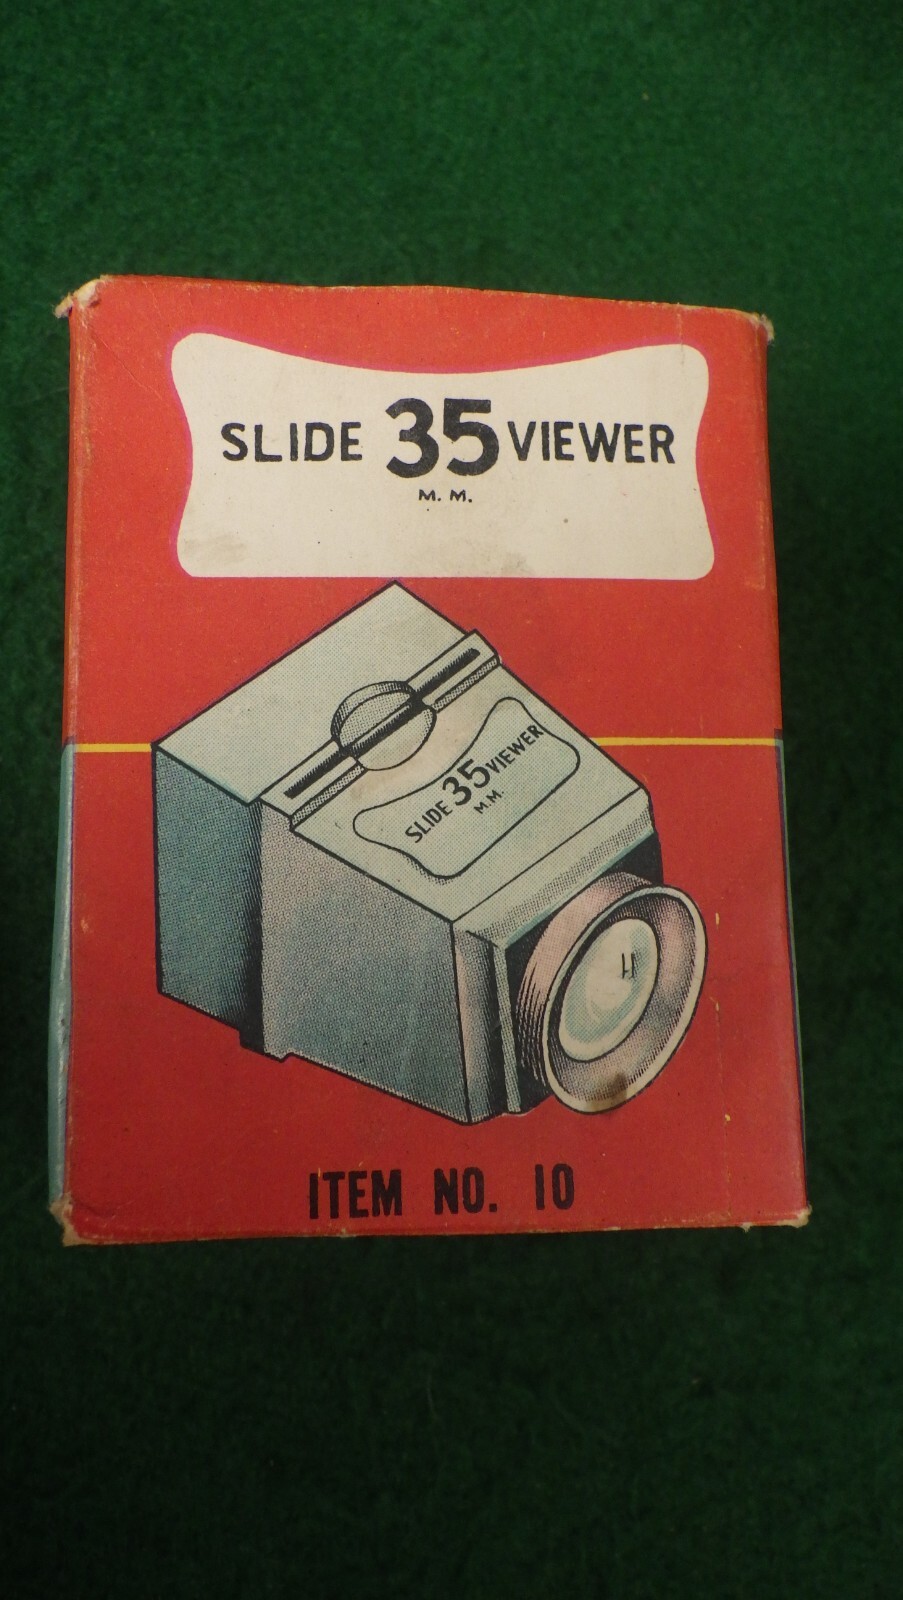 SLIDE 35 VIEWER
M. M.
SLIDE 35 VIEWER
M.M.
ITEM NO. 10